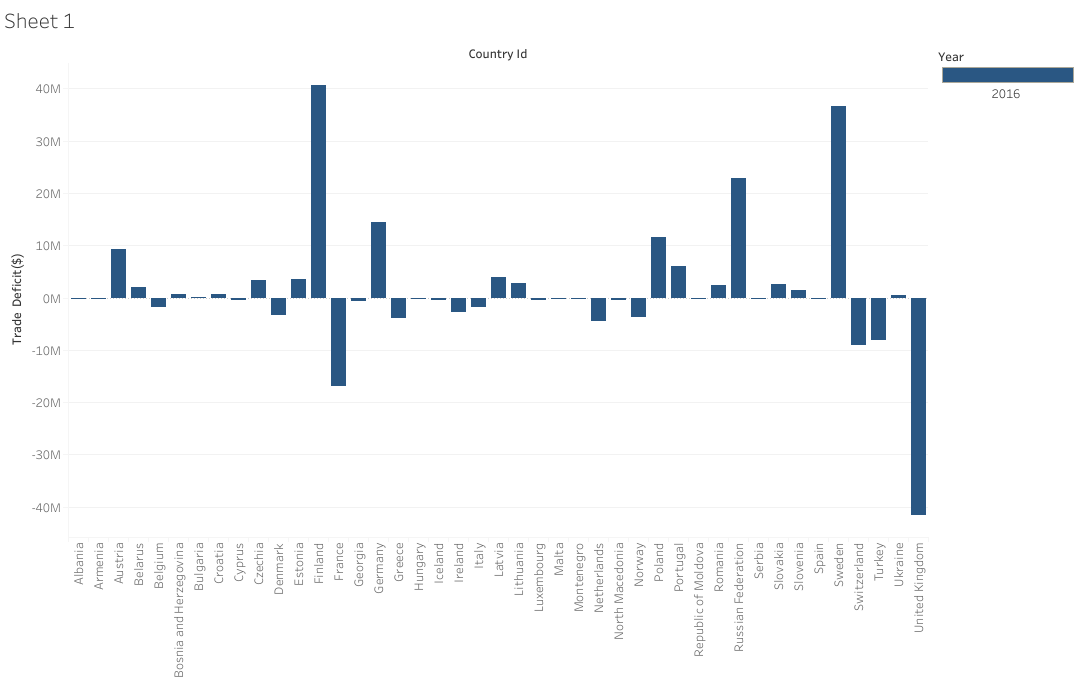 Sheet 1
Country Id
Year
2016
Trade Deficit($)
40M
30M
20M
10M
0M
-10M
-20M
-30M
-40M
Albania
Armenia
Austria
Belarus
Belgium
Bosnia and Herzegovina
Bulgaria
Croatia
Cyprus
Czechia
Denmark
Estonia
Finland
France
Georgia
Germany
Greece
Hungary
Iceland
Ireland
Italy
Latvia
Lithuania
Luxembourg
Malta
Montenegro
Netherlands
North Macedonia
Norway
Poland
Portugal
Republic of Moldova
Romania
Russian Federation
Serbia
Slovakia
Slovenia
Spain
Sweden
Switzerland
Turkey
Ukraine
United Kingdom